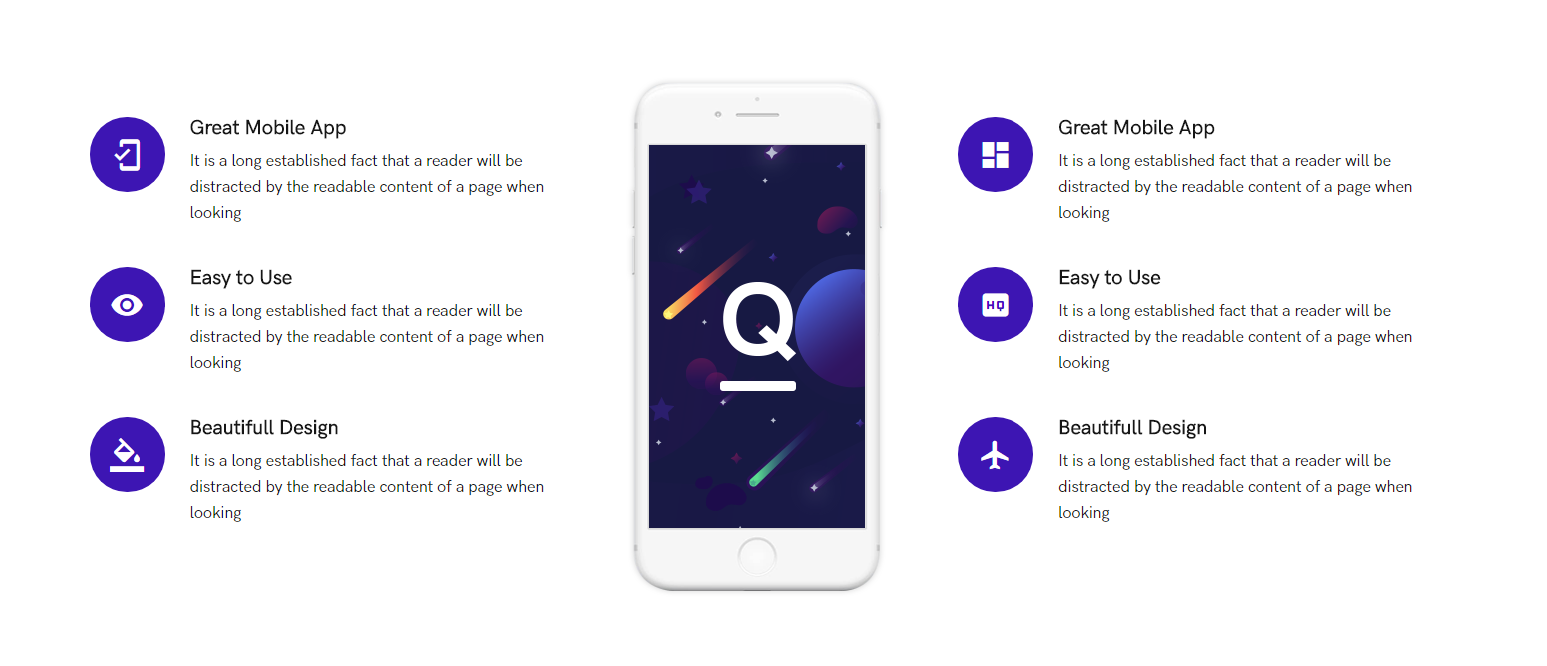 Great Mobile App
It is a long established fact that a reader will be
distracted by the readable content of a page when
looking
Easy to Use
It is a long established fact that a reader will be
distracted by the readable content of a page when
looking
Beautifull Design
It is a long established fact that a reader will be
distracted by the readable content of a page when
looking
Q
Great Mobile App
It is a long established fact that a reader will be
distracted by the readable content of a page when
looking
HQ
Easy to Use
It is a long established fact that a reader will be
distracted by the readable content of a page when
looking
Beautifull Design
It is a long established fact that a reader will be
distracted by the readable content of a page when
looking